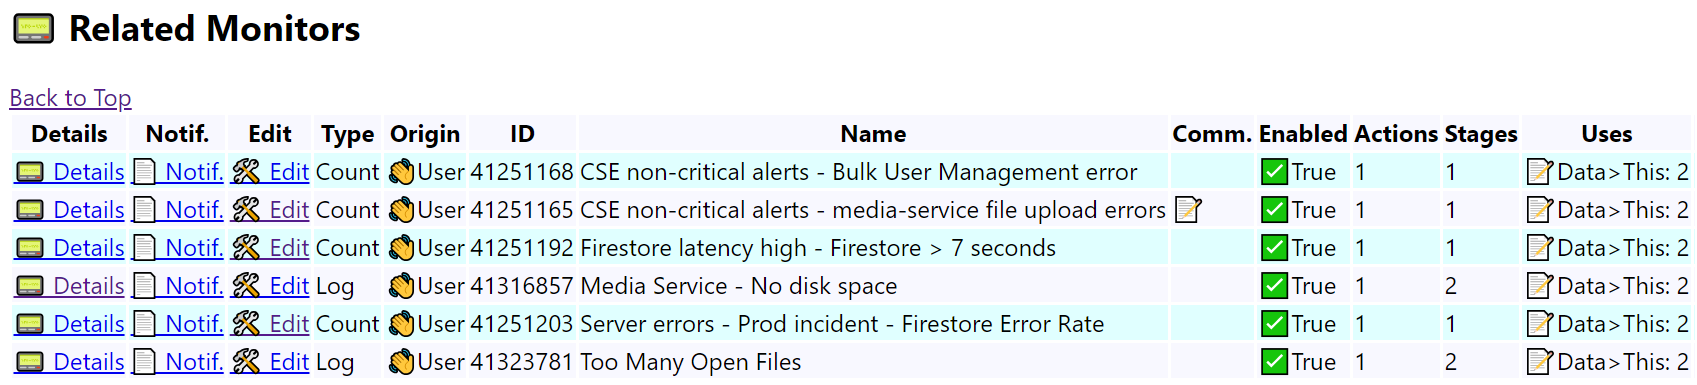 Related Monitors
Back to Top
Details Notif. Edit Type Origin ID Name Comm. Enabled Actions Stages Uses
Details Notif. Edit Count User 41251168 CSE non-critical alerts - Bulk User Management error True 1 1 Data>This: 2
Details Notif. Edit Count User 41251165 CSE non-critical alerts - media-service file upload errors True 1 1 Data>This: 2
Details Notif. Edit Count User 41251192 Firestore latency high - Firestore > 7 seconds True 1 1 Data>This: 2
Details Notif. Edit Log User 41316857 Media Service - No disk space True 1 2 Data>This: 2
Details Notif. Edit Count User 41251203 Server errors - Prod incident - Firestore Error Rate True 1 1 Data>This: 2
Details Notif. Edit Log User 41323781 Too Many Open Files True 1 2 Data>This: 2